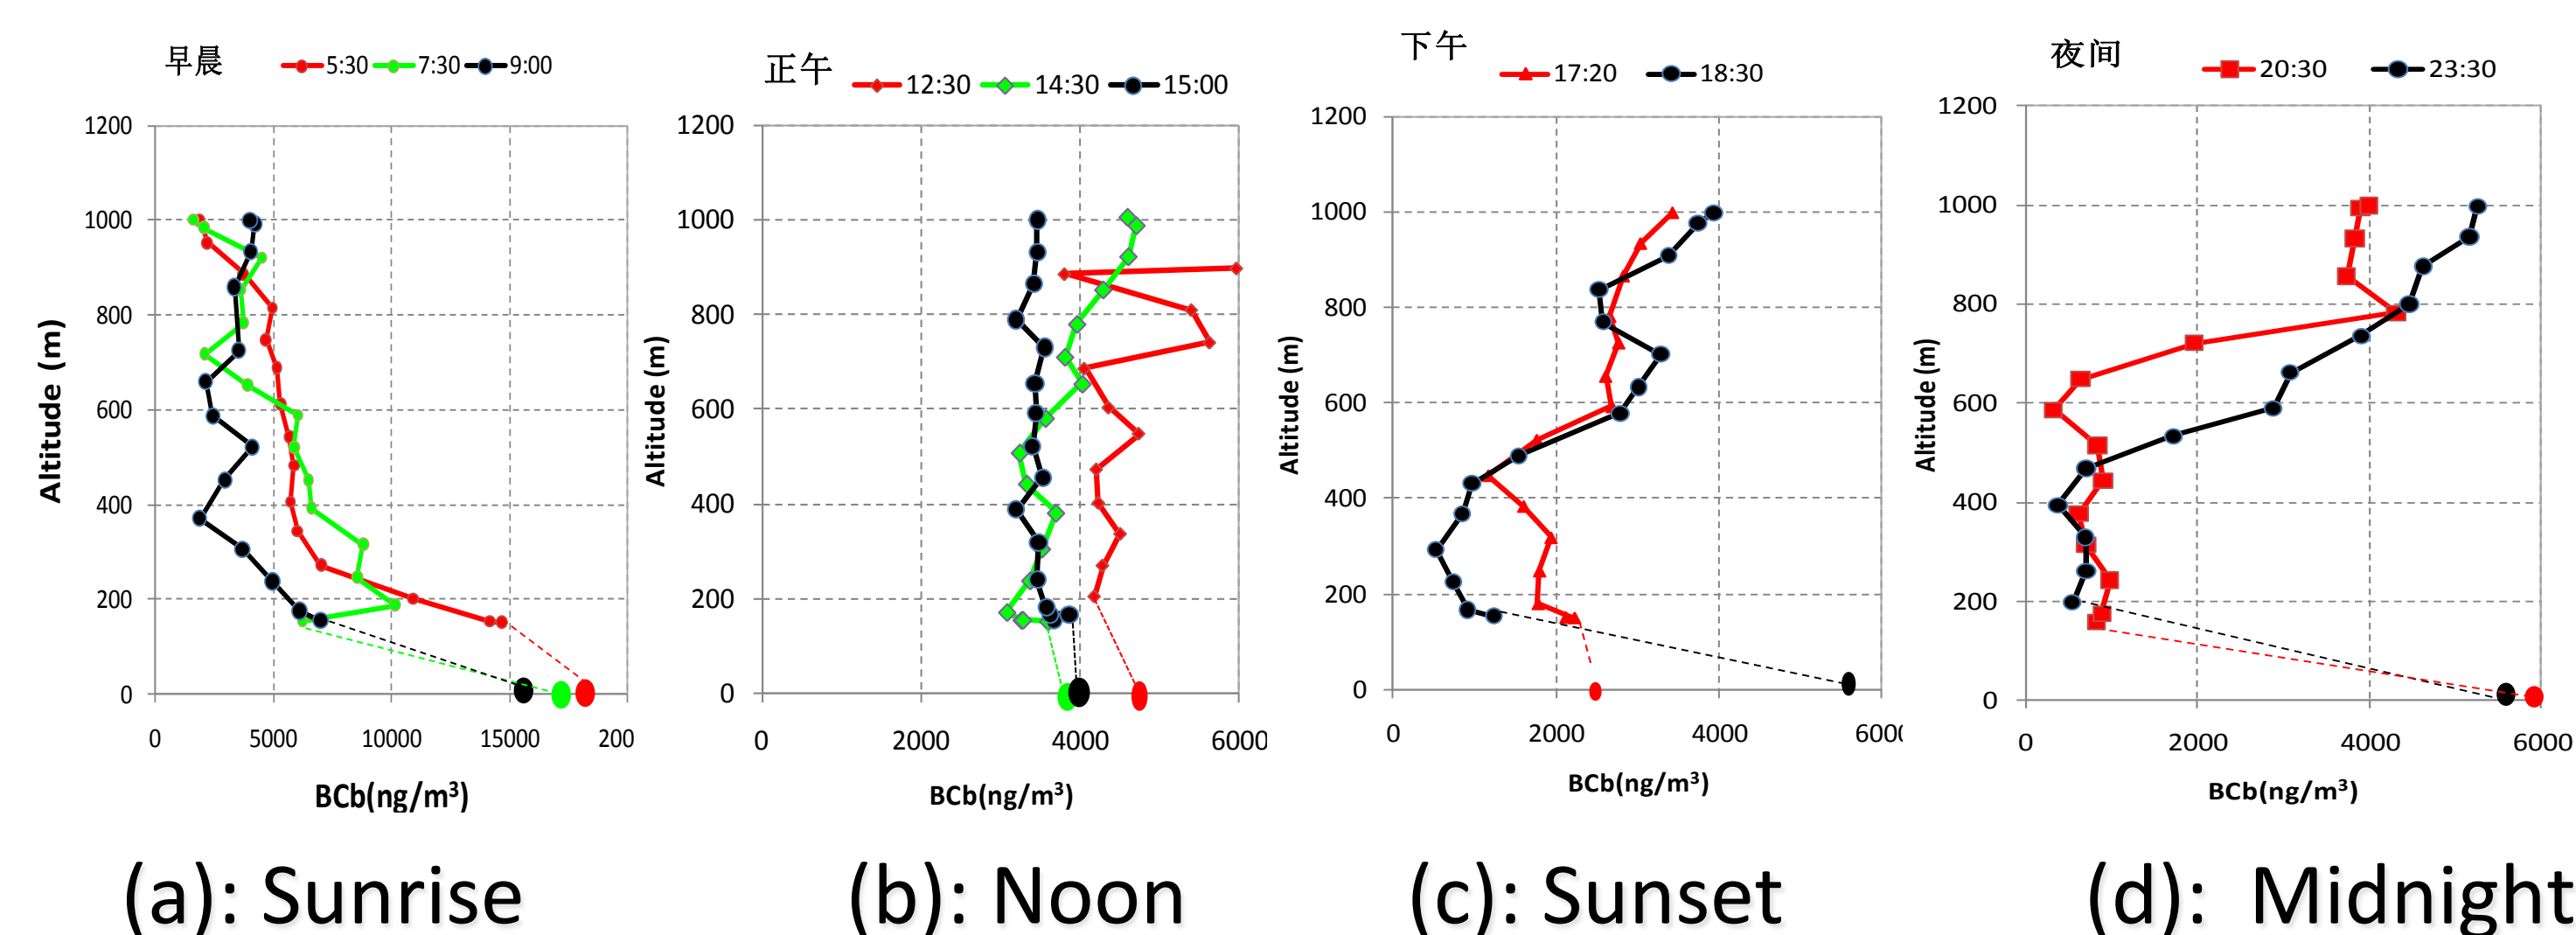 早晨 5:30 7:30 9:00
1200
1000
800
600
400
200
0
Altitude (m)
0 5000 10000 15000 200
BCb(ng/m³)
(a): Sunrise
正午 12:30 14:30 15:00
1200
1000
800
600
400
200
0
Altitude (m)
0 2000 4000 6000
BCb(ng/m³)
(b): Noon
下午 17:20 18:30
1200
1000
800
600
400
200
0
Altitude (m)
0 2000 4000 600
BCb(ng/m³)
(c): Sunset
夜间 20:30 23:30
1200
1000
800
600
400
200
0
Altitude (m)
0 2000 4000 6000
BCb(ng/m³)
(d): Midnight